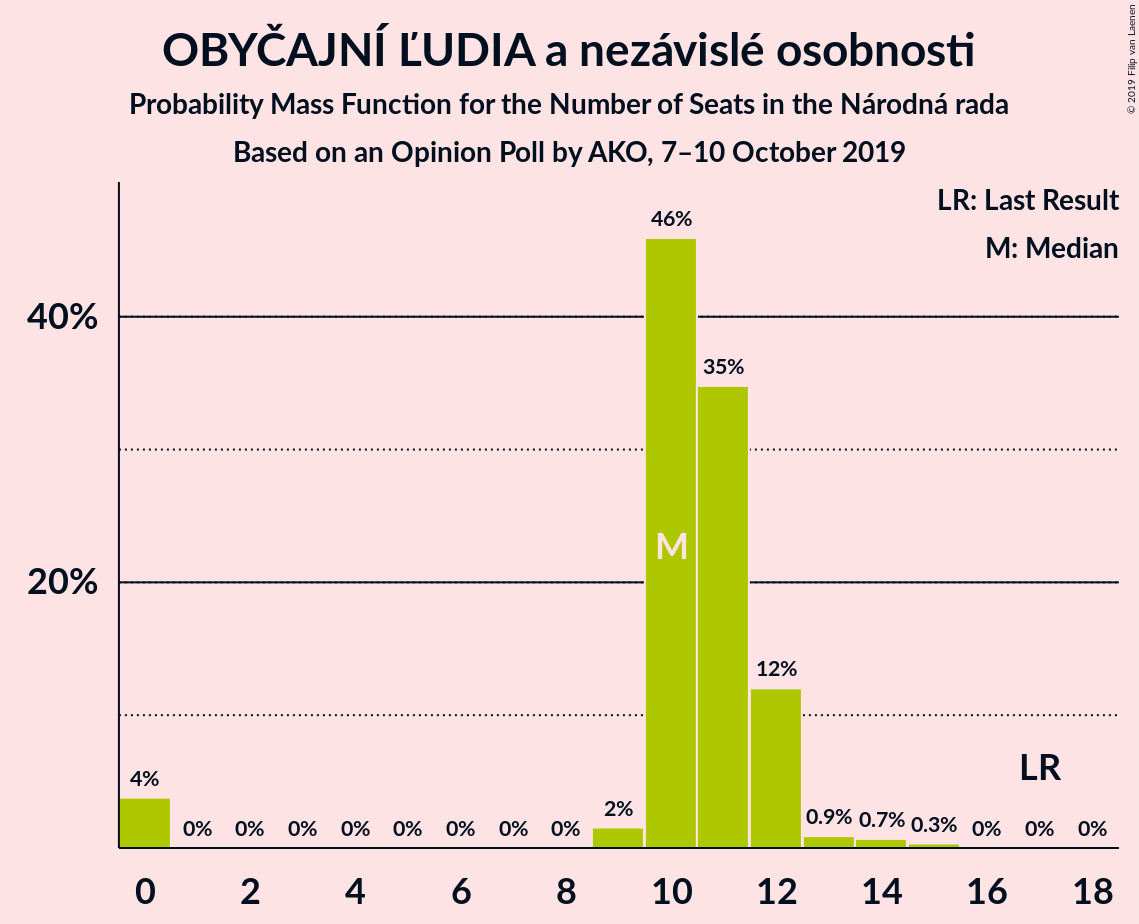 OBYČAJNÍ ĽUDIA a nezávislé osobnosti
Probability Mass Function for the Number of Seats in the Národná rada
Based on an Opinion Poll by AKO, 7–10 October 2019
© 2019 Filip van Laenen
LR: Last Result
M: Median
40%
20%
4%
0%
0%
0%
0%
0%
0%
0%
0%
2%
46%
35%
12%
0.9%
0.7%
0.3%
0%
0%
0%
M
LR
0 2 4 6 8 10 12 14 16 18